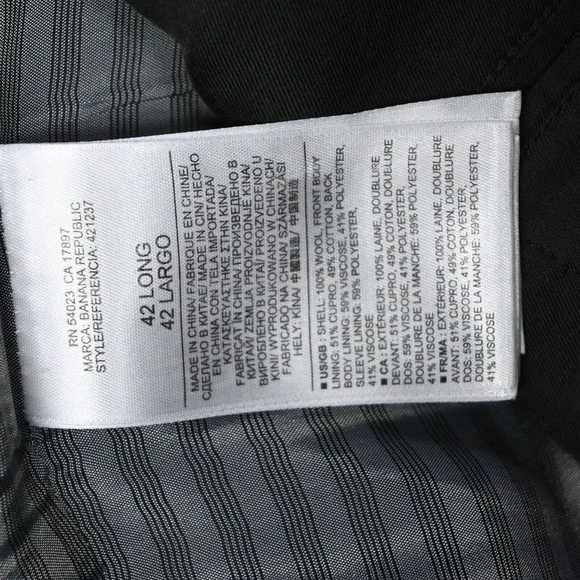 RN 54023 CA 17897
MARCA: BANANA REPUBLIC
STYLE/REFERENCIA: 421237
42 LONG
42 LARGO
MADE IN CHINA/ FABRIQUE EN CHINE/
СДЕЛАНО В КИТАЕ/ MADE IN CIN/ HECHO
EN CHINA CON TELA IMPORTADA/
FABRICAT CHINA/ ПРОИЗВЕДЕНО В
KITAI/ ZEMLJA PROIZVODNJE KINA/
ВИРОБЛЕНО В КИТАЇ/ PROIZVEDENO U
KINI/ WYPRODUKOWANO W CHINACH/
FABRICADO NA CHINA/ SZÁRMAZÁSI
HELY: KÍNA/ 中國製造/ 中国制造
■ US/GB : SHELL: 100% WOOL, FRONT BODY
LINING: 51% CUPRO, 49% COTTON, BACK
BODY LINING: 59% VISCOSE, 41% POLYESTER,
SLEEVE LINING: 59% POLYESTER,
41% VISCOSE
■ CA : EXTÉRIEUR: 100% LAINE, DOUBLURE
DEVANT: 51% CUPRO, 49% COTON, DOUBLURE
DOS: 59% VISCOSE, 41% POLYESTER,
DOUBLURE DE LA MANCHE: 59% POLYESTER,
41% VISCOSE
■ FR/MA : EXTÉRIEUR: 100% LAINE, DOUBLURE
AVANT: 51% CUPRO, 49% COTON, DOUBLURE
DOS: 59% VISCOSE, 41% POLYESTER,
DOUBLURE DE LA MANCHE: 59% POLYESTER,
41% VISCOSE